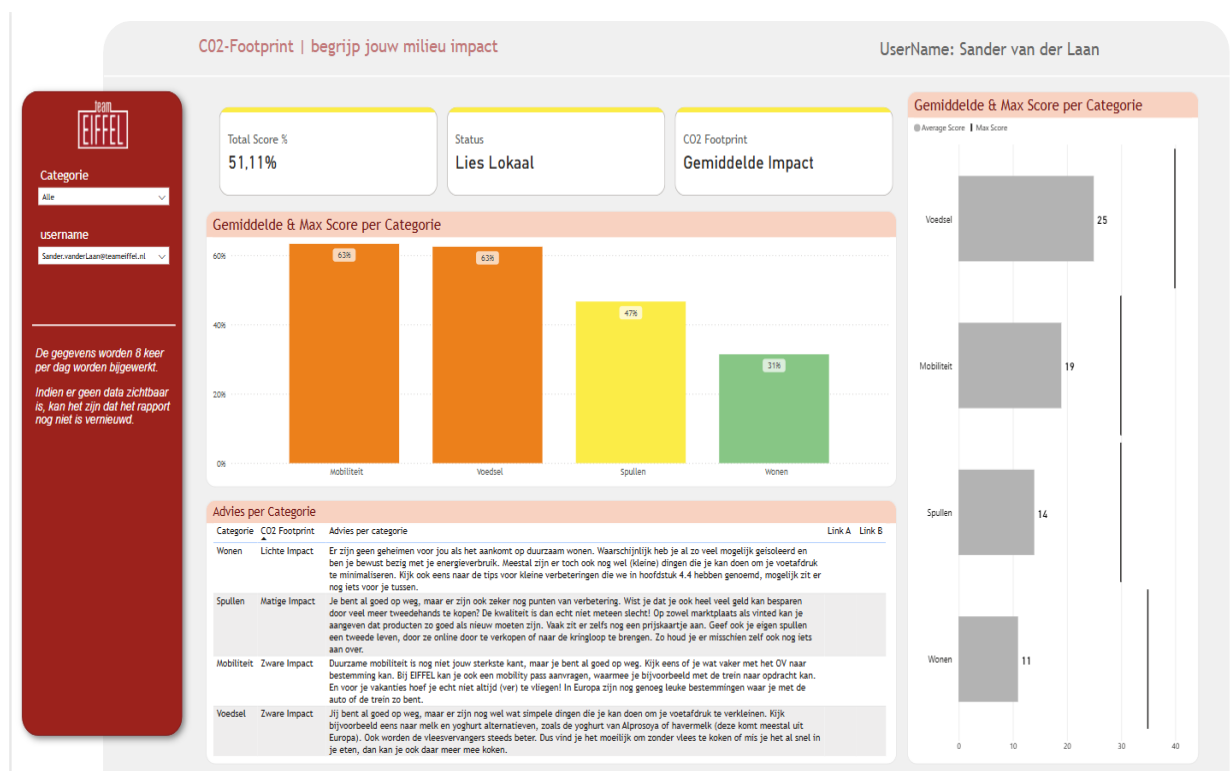 CO2-Footprint | begrijp jouw milieu impact
UserName: Sander van der Laan
team
EIFFEL
Categorie
Alle
username
Sander.vanderLaan@teameiffel.nl
De gegevens worden 8 keer
per dag worden bijgewerkt.
Indien er geen data zichtbaar
is, kan het zijn dat het rapport
nog niet is vernieuwd.
Total Score %
51,11%
Status
Lies Lokaal
CO2 Footprint
Gemiddelde Impact
Gemiddelde & Max Score per Categorie
60%
40%
20%
0%
63%
63%
47%
31%
Mobiliteit
Voedsel
Spullen
Wonen
Advies per Categorie
Categorie CO2 Footprint Advies per categorie Link A Link B
Wonen Lichte Impact Er zijn geen geheimen voor jou als het aankomt op duurzaam wonen. Waarschijnlijk heb je al zo veel mogelijk geïsoleerd en
ben je bewust bezig met je energieverbruik. Meestal zijn er toch ook nog wel (kleine) dingen die je kan doen om je voetafdruk
te minimaliseren. Kijk ook eens naar de tips voor kleine verbeteringen die we in hoofdstuk 4.4 hebben genoemd, mogelijk zit er
nog iets voor je tussen.
Spullen Matige Impact Je bent al goed op weg, maar er zijn ook zeker nog punten van verbetering. Wist je dat je ook heel veel geld kan besparen
door veel meer tweedehands te kopen? De kwaliteit is dan echt niet meteen slecht! Op zowel marktplaats als vinted kan je
aangeven dat producten zo goed als nieuw moeten zijn. Vaak zit er zelfs nog een prijskaartje aan. Geef ook je eigen spullen
een tweede leven, door ze online door te verkopen of naar de kringloop te brengen. Zo houd je er misschien zelf ook nog iets
aan over.
Mobiliteit Zware Impact Duurzame mobiliteit is nog niet jouw sterkste kant, maar je bent al goed op weg. Kijk eens of je wat vaker met het OV naar
bestemming kan. Bij EIFFEL kan je ook een mobility pass aanvragen, waarmee je bijvoorbeeld met de trein naar opdracht kan.
En voor je vakanties hoef je echt niet altijd (ver) te vliegen! In Europa zijn nog genoeg leuke bestemmingen waar je met de
auto of de trein zo bent.
Voedsel Zware Impact Jij bent al goed op weg, maar er zijn nog wel wat simpele dingen die je kan doen om je voetafdruk te verkleinen. Kijk
bijvoorbeeld eens naar melk en yoghurt alternatieven, zoals de yoghurt van Alprosoya of havermelk (deze komt meestal uit
Europa). Ook worden de vleesvervangers steeds beter. Dus vind je het moeilijk om zonder vlees te koken of mis je het al snel in
je eten, dan kan je ook daar meer mee koken.
Gemiddelde & Max Score per Categorie
Average Score Max Score
Voedsel 25
Mobiliteit 19
Spullen 14
Wonen 11
0 10 20 30 40